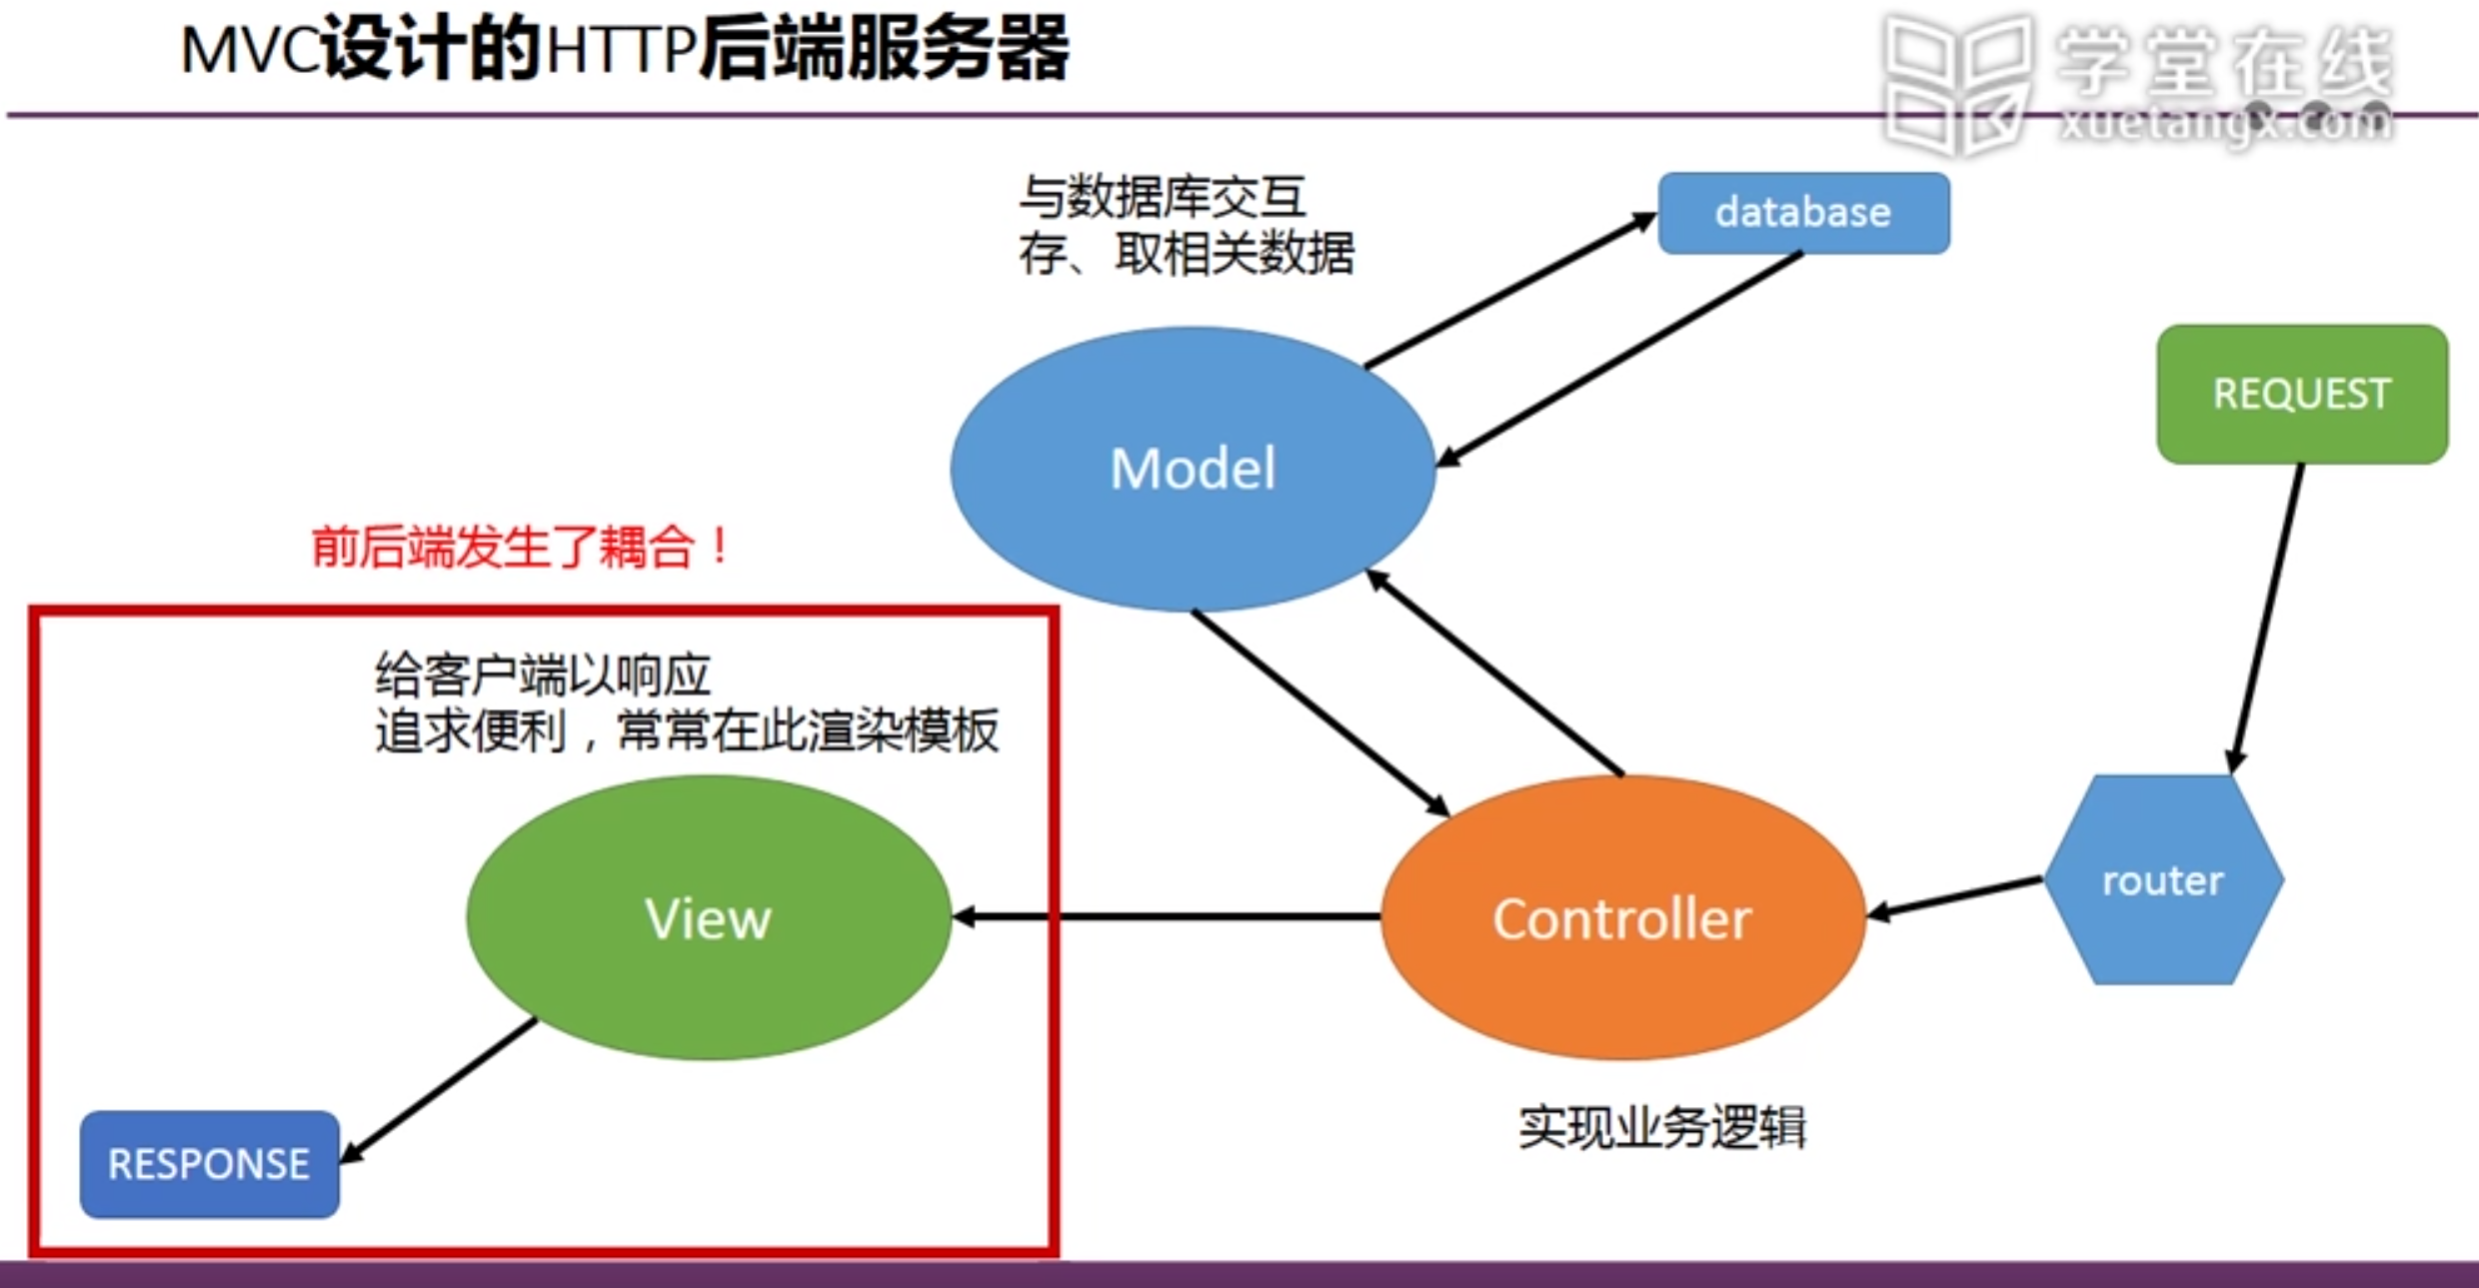 MVC设计的HTTP后端服务器
学堂在线
xuetangx.com
与数据库交互
存、取相关数据
database
REQUEST
Model
前后端发生了耦合！
给客户端以响应
追求便利，常常在此渲染模板
View
Controller
router
实现业务逻辑
RESPONSE